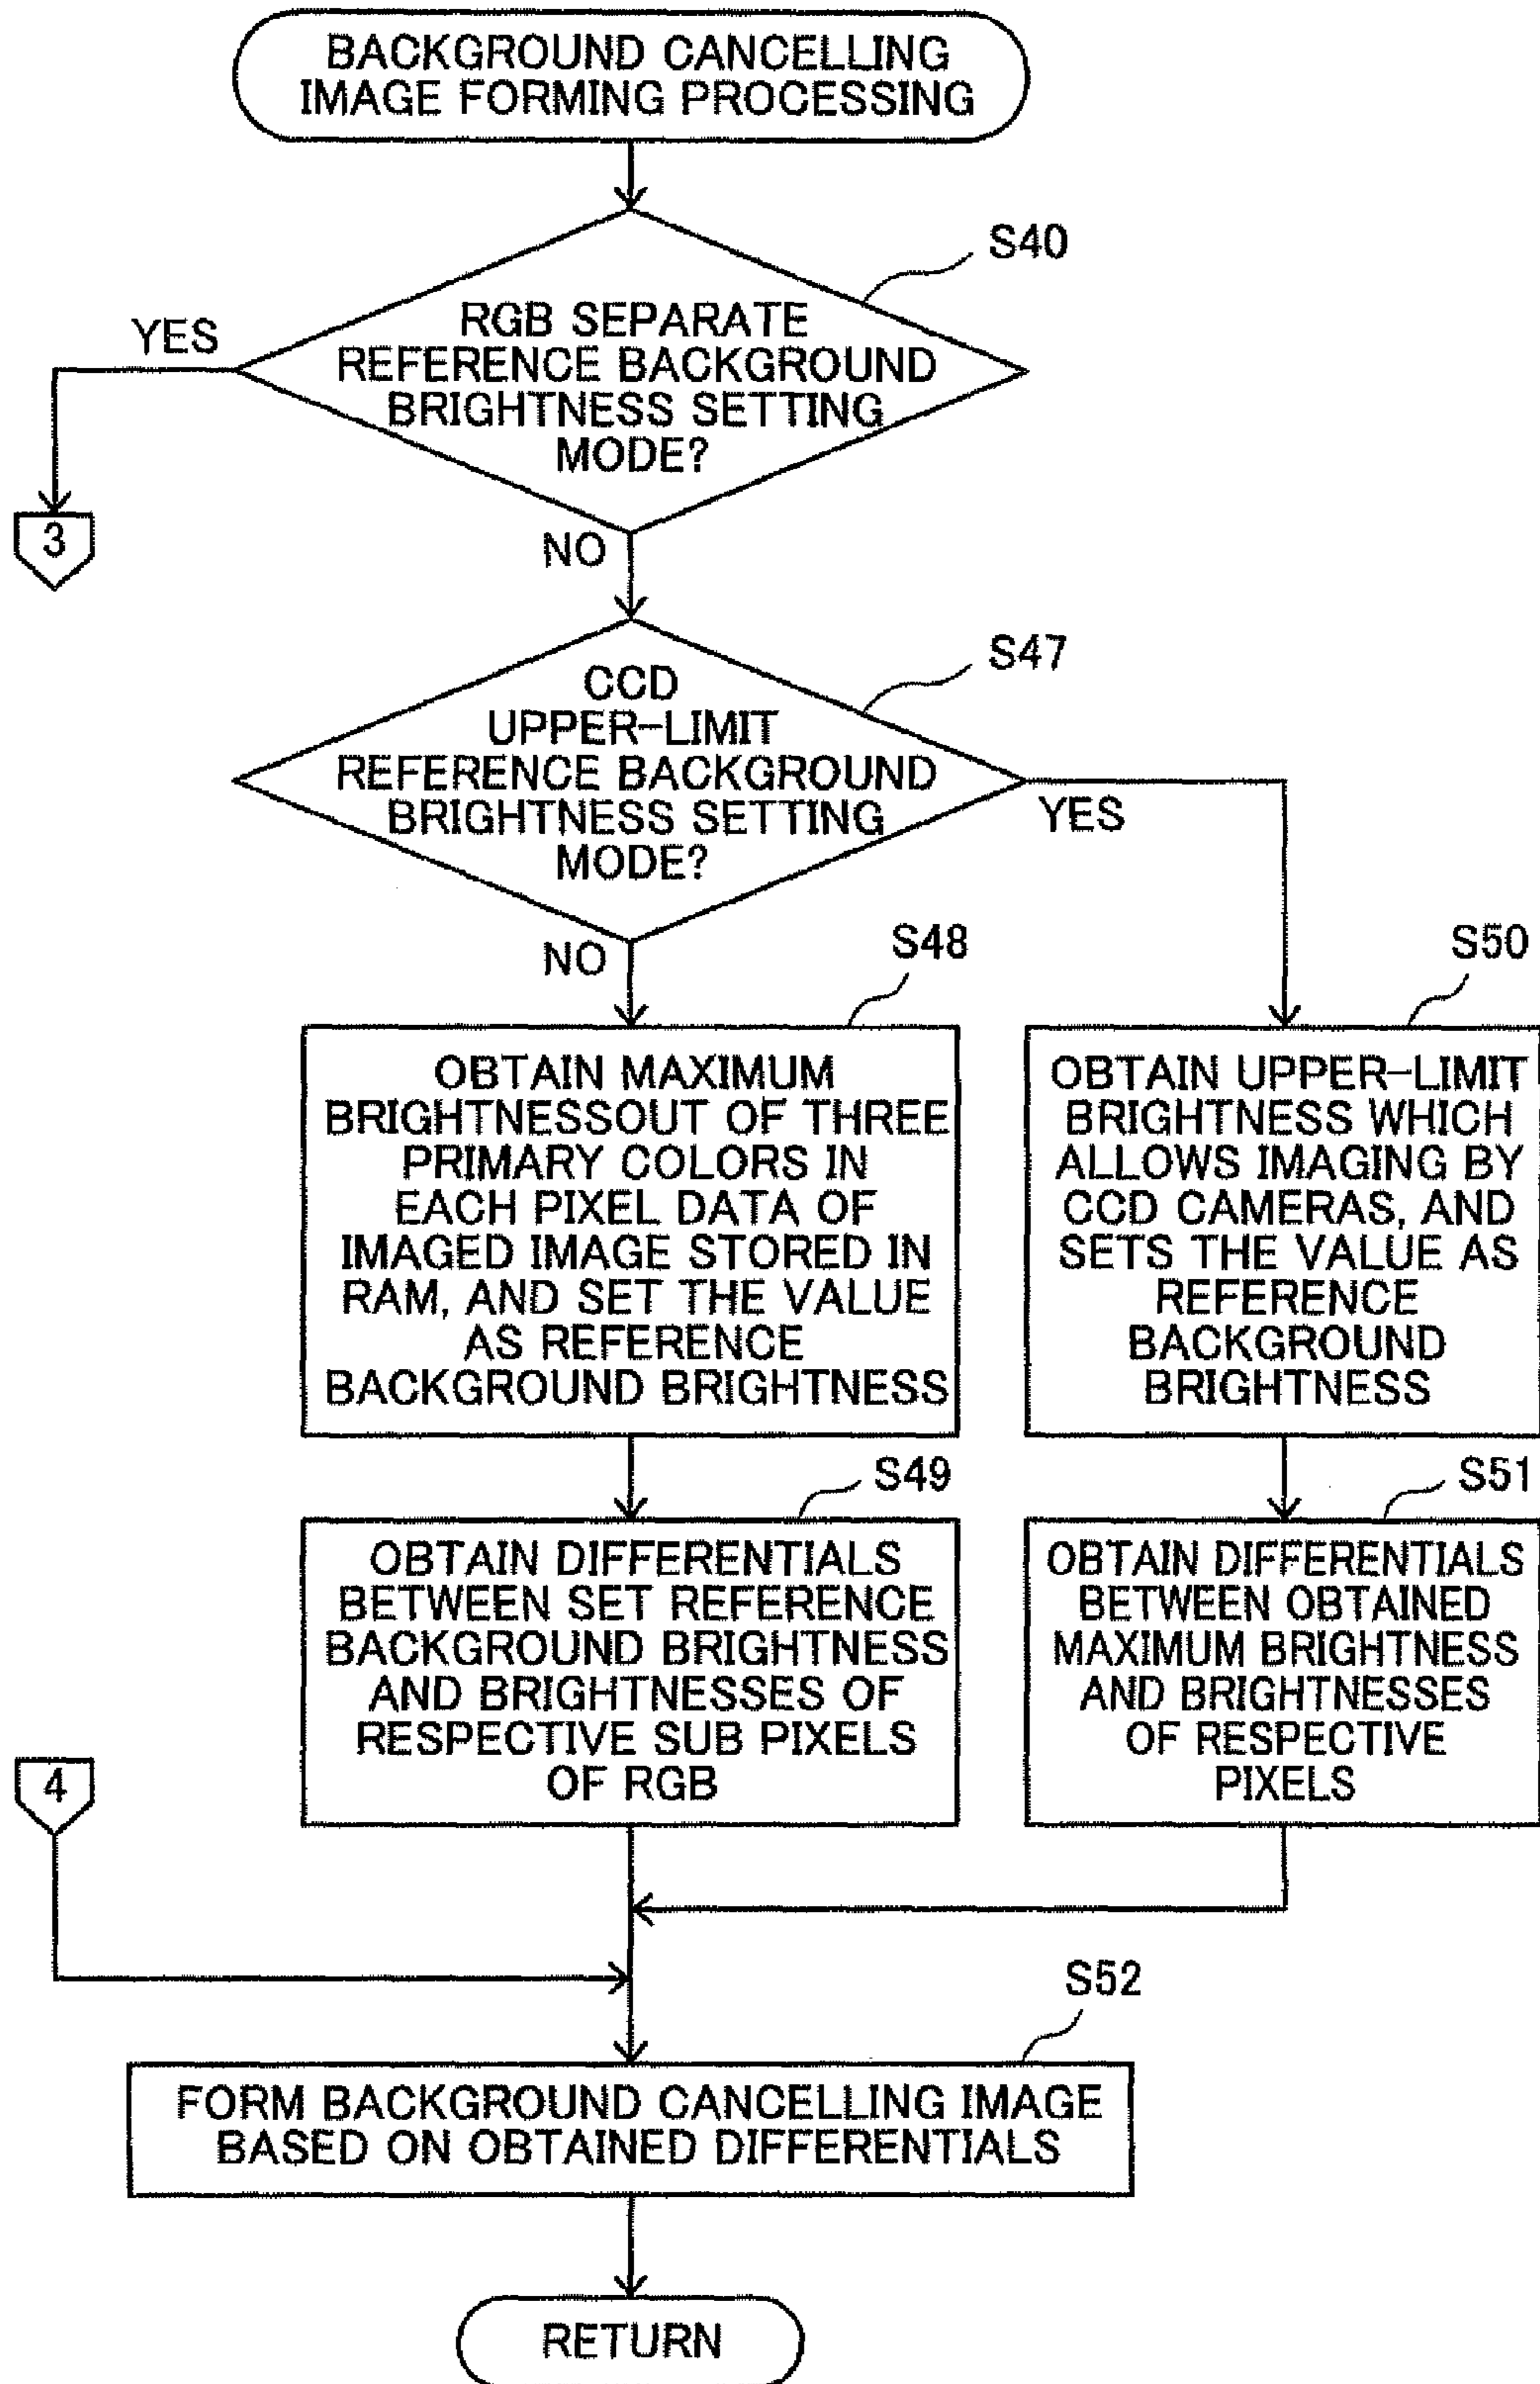 BACKGROUND CANCELLING
IMAGE FORMING PROCESSING
S40
RGB SEPARATE
REFERENCE BACKGROUND
BRIGHTNESS SETTING
MODE?
YES
3
NO
S47
CCD
UPPER-LIMIT
REFERENCE BACKGROUND
BRIGHTNESS SETTING
MODE?
YES
NO
S48
OBTAIN MAXIMUM
BRIGHTNESSOUT OF THREE
PRIMARY COLORS IN
EACH PIXEL DATA OF
IMAGED IMAGE STORED IN
RAM, AND SET THE VALUE
AS REFERENCE
BACKGROUND BRIGHTNESS
S50
OBTAIN UPPER-LIMIT
BRIGHTNESS WHICH
ALLOWS IMAGING BY
CCD CAMERAS, AND
SETS THE VALUE AS
REFERENCE
BACKGROUND
BRIGHTNESS
S49
OBTAIN DIFFERENTIALS
BETWEEN SET REFERENCE
BACKGROUND BRIGHTNESS
AND BRIGHTNESSES OF
RESPECTIVE SUB PIXELS
OF RGB
S51
OBTAIN DIFFERENTIALS
BETWEEN OBTAINED
MAXIMUM BRIGHTNESS
AND BRIGHTNESSES
OF RESPECTIVE
PIXELS
4
S52
FORM BACKGROUND CANCELLING IMAGE
BASED ON OBTAINED DIFFERENTIALS
RETURN